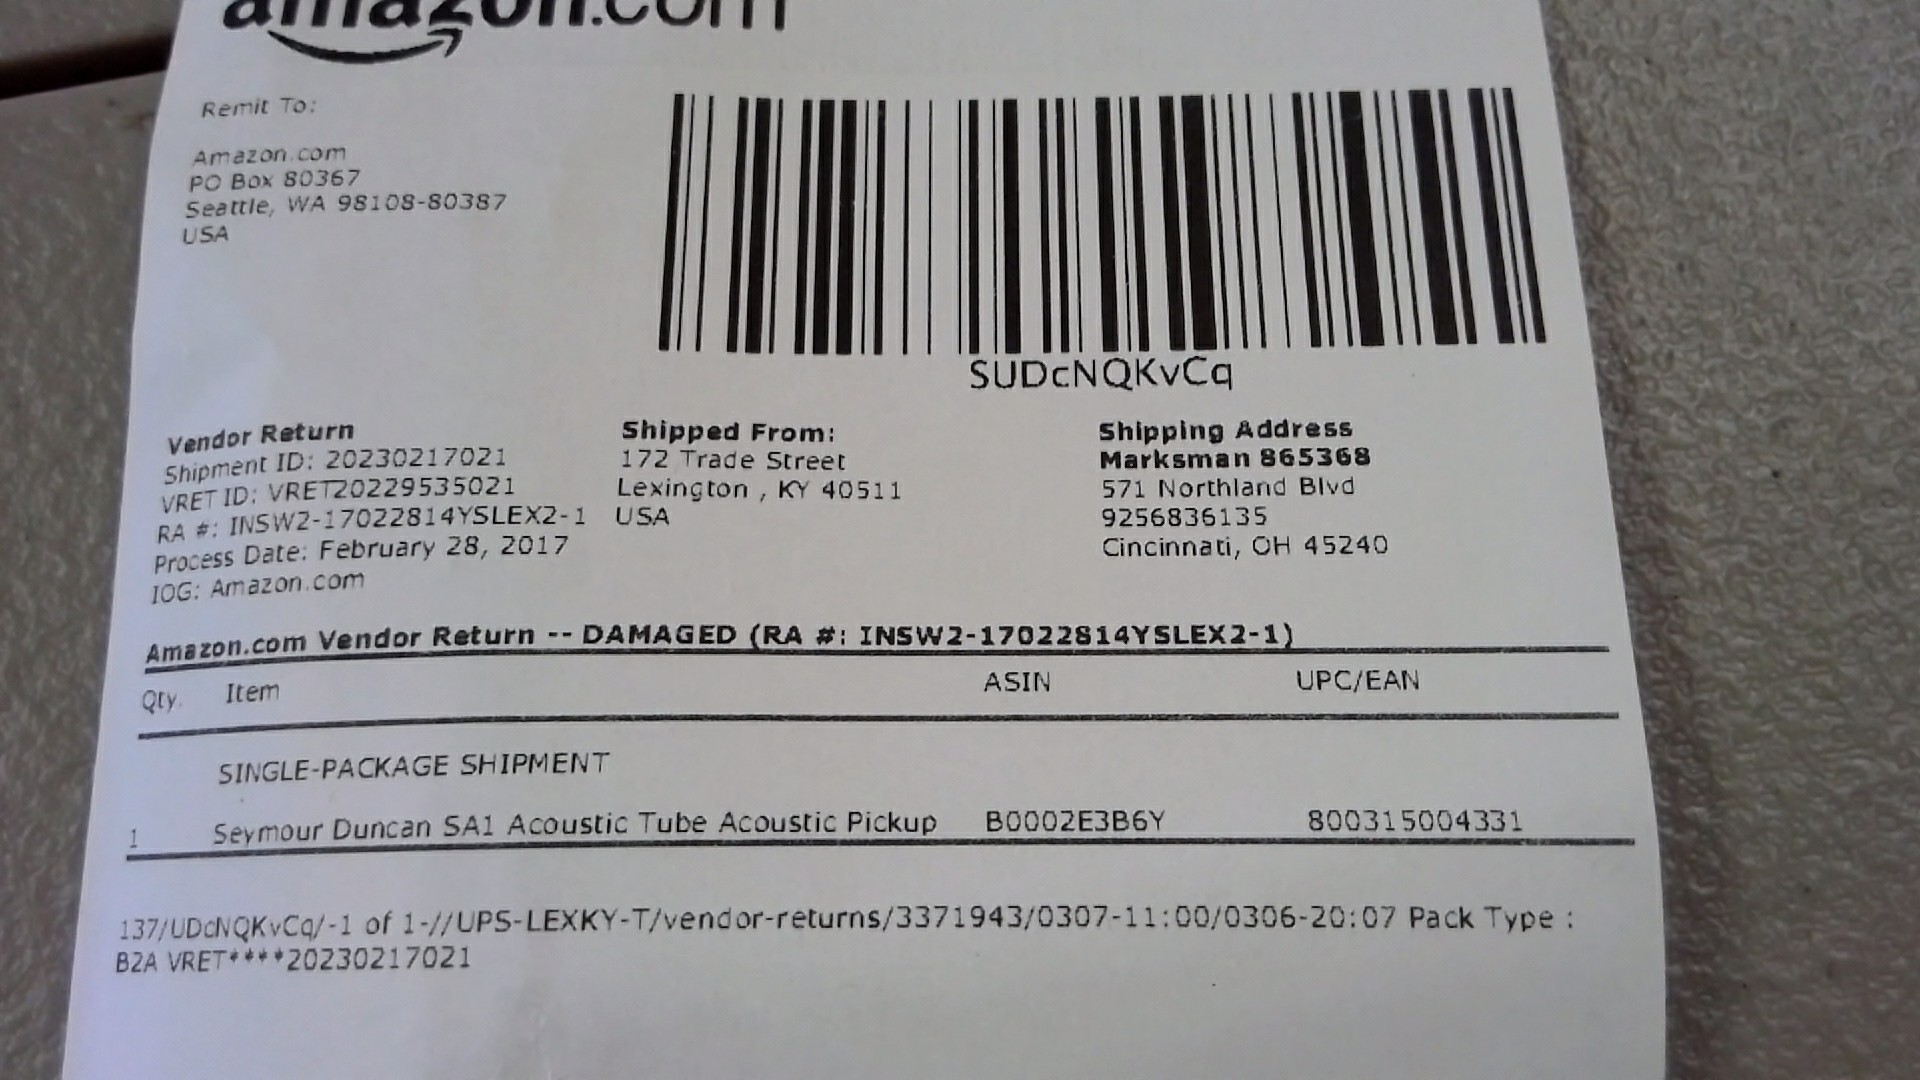 amazon.com
Remit To:
Amazon.com
PO Box 80367
Seattle, WA 98108-80387
USA
SUDcNQKvCq
Vendor Return
Shipment ID: 20230217021
VRET ID: VRET20229535021
RA #: INSW2-17022814YSLEX2-1
Process Date: February 28, 2017
IOG: Amazon.com
Shipped From:
172 Trade Street
Lexington , KY 40511
USA
Shipping Address
Marksman 865368
571 Northland Blvd
9256836135
Cincinnati, OH 45240
Amazon.com Vendor Return -- DAMAGED (RA #: INSW2-17022814YSLEX2-1)
Qty. Item ASIN UPC/EAN
SINGLE-PACKAGE SHIPMENT
1 Seymour Duncan SA1 Acoustic Tube Acoustic Pickup B0002E3B6Y 800315004331
137/UDcNQKvCq/-1 of 1-//UPS-LEXKY-T/vendor-returns/3371943/0307-11:00/0306-20:07 Pack Type :
B2A VRET****20230217021